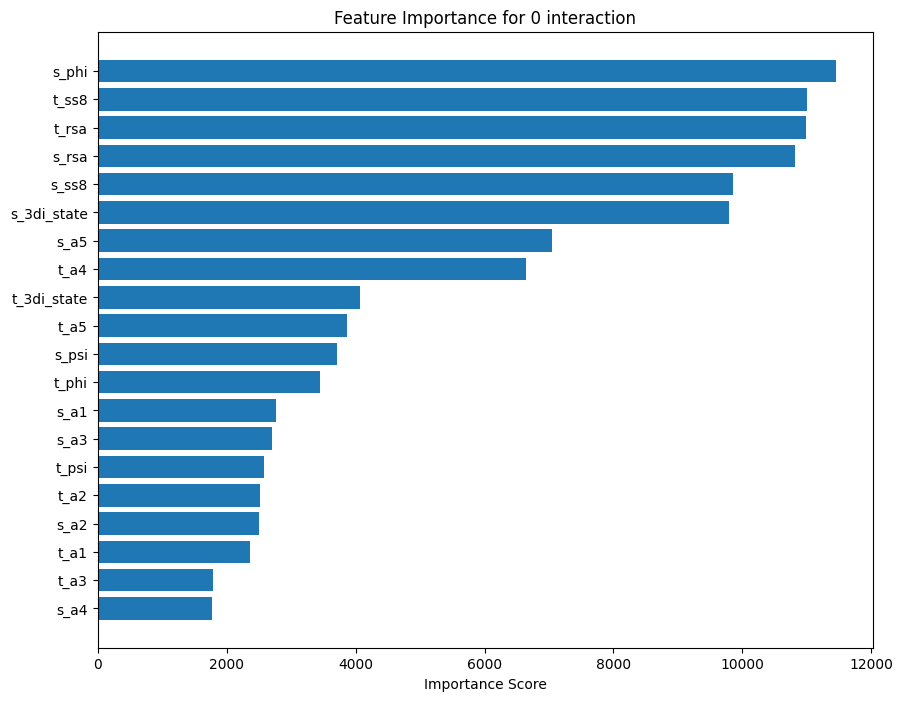 Feature Importance for 0 interaction
s_phi
t_ss8
t_rsa
s_rsa
s_ss8
s_3di_state
s_a5
t_a4
t_3di_state
t_a5
s_psi
t_phi
s_a1
s_a3
t_psi
t_a2
s_a2
t_a1
t_a3
s_a4
0 2000 4000 6000 8000 10000 12000
Importance Score